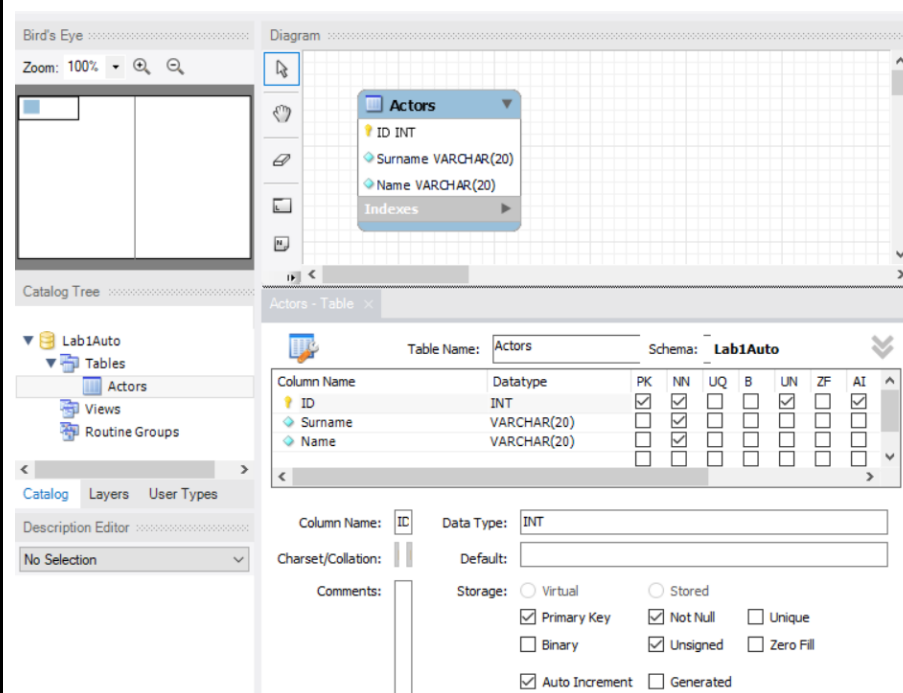 Bird's Eye
Zoom: 100%
Catalog Tree
Lab1Auto
Tables
Actors
Views
Routine Groups
Catalog Layers User Types
Description Editor
No Selection
Diagram
Actors
ID INT
Surname VARCHAR(20)
Name VARCHAR(20)
Indexes
Actors - Table ×
Table Name: Actors Schema: Lab1Auto
Column Name Datatype PK NN UQ B UN ZF AI
ID INT
Surname VARCHAR(20)
Name VARCHAR(20)
Column Name: ID Data Type: INT
Charset/Collation: Default:
Comments: Storage: Virtual Stored
Primary Key Not Null Unique
Binary Unsigned Zero Fill
Auto Increment Generated